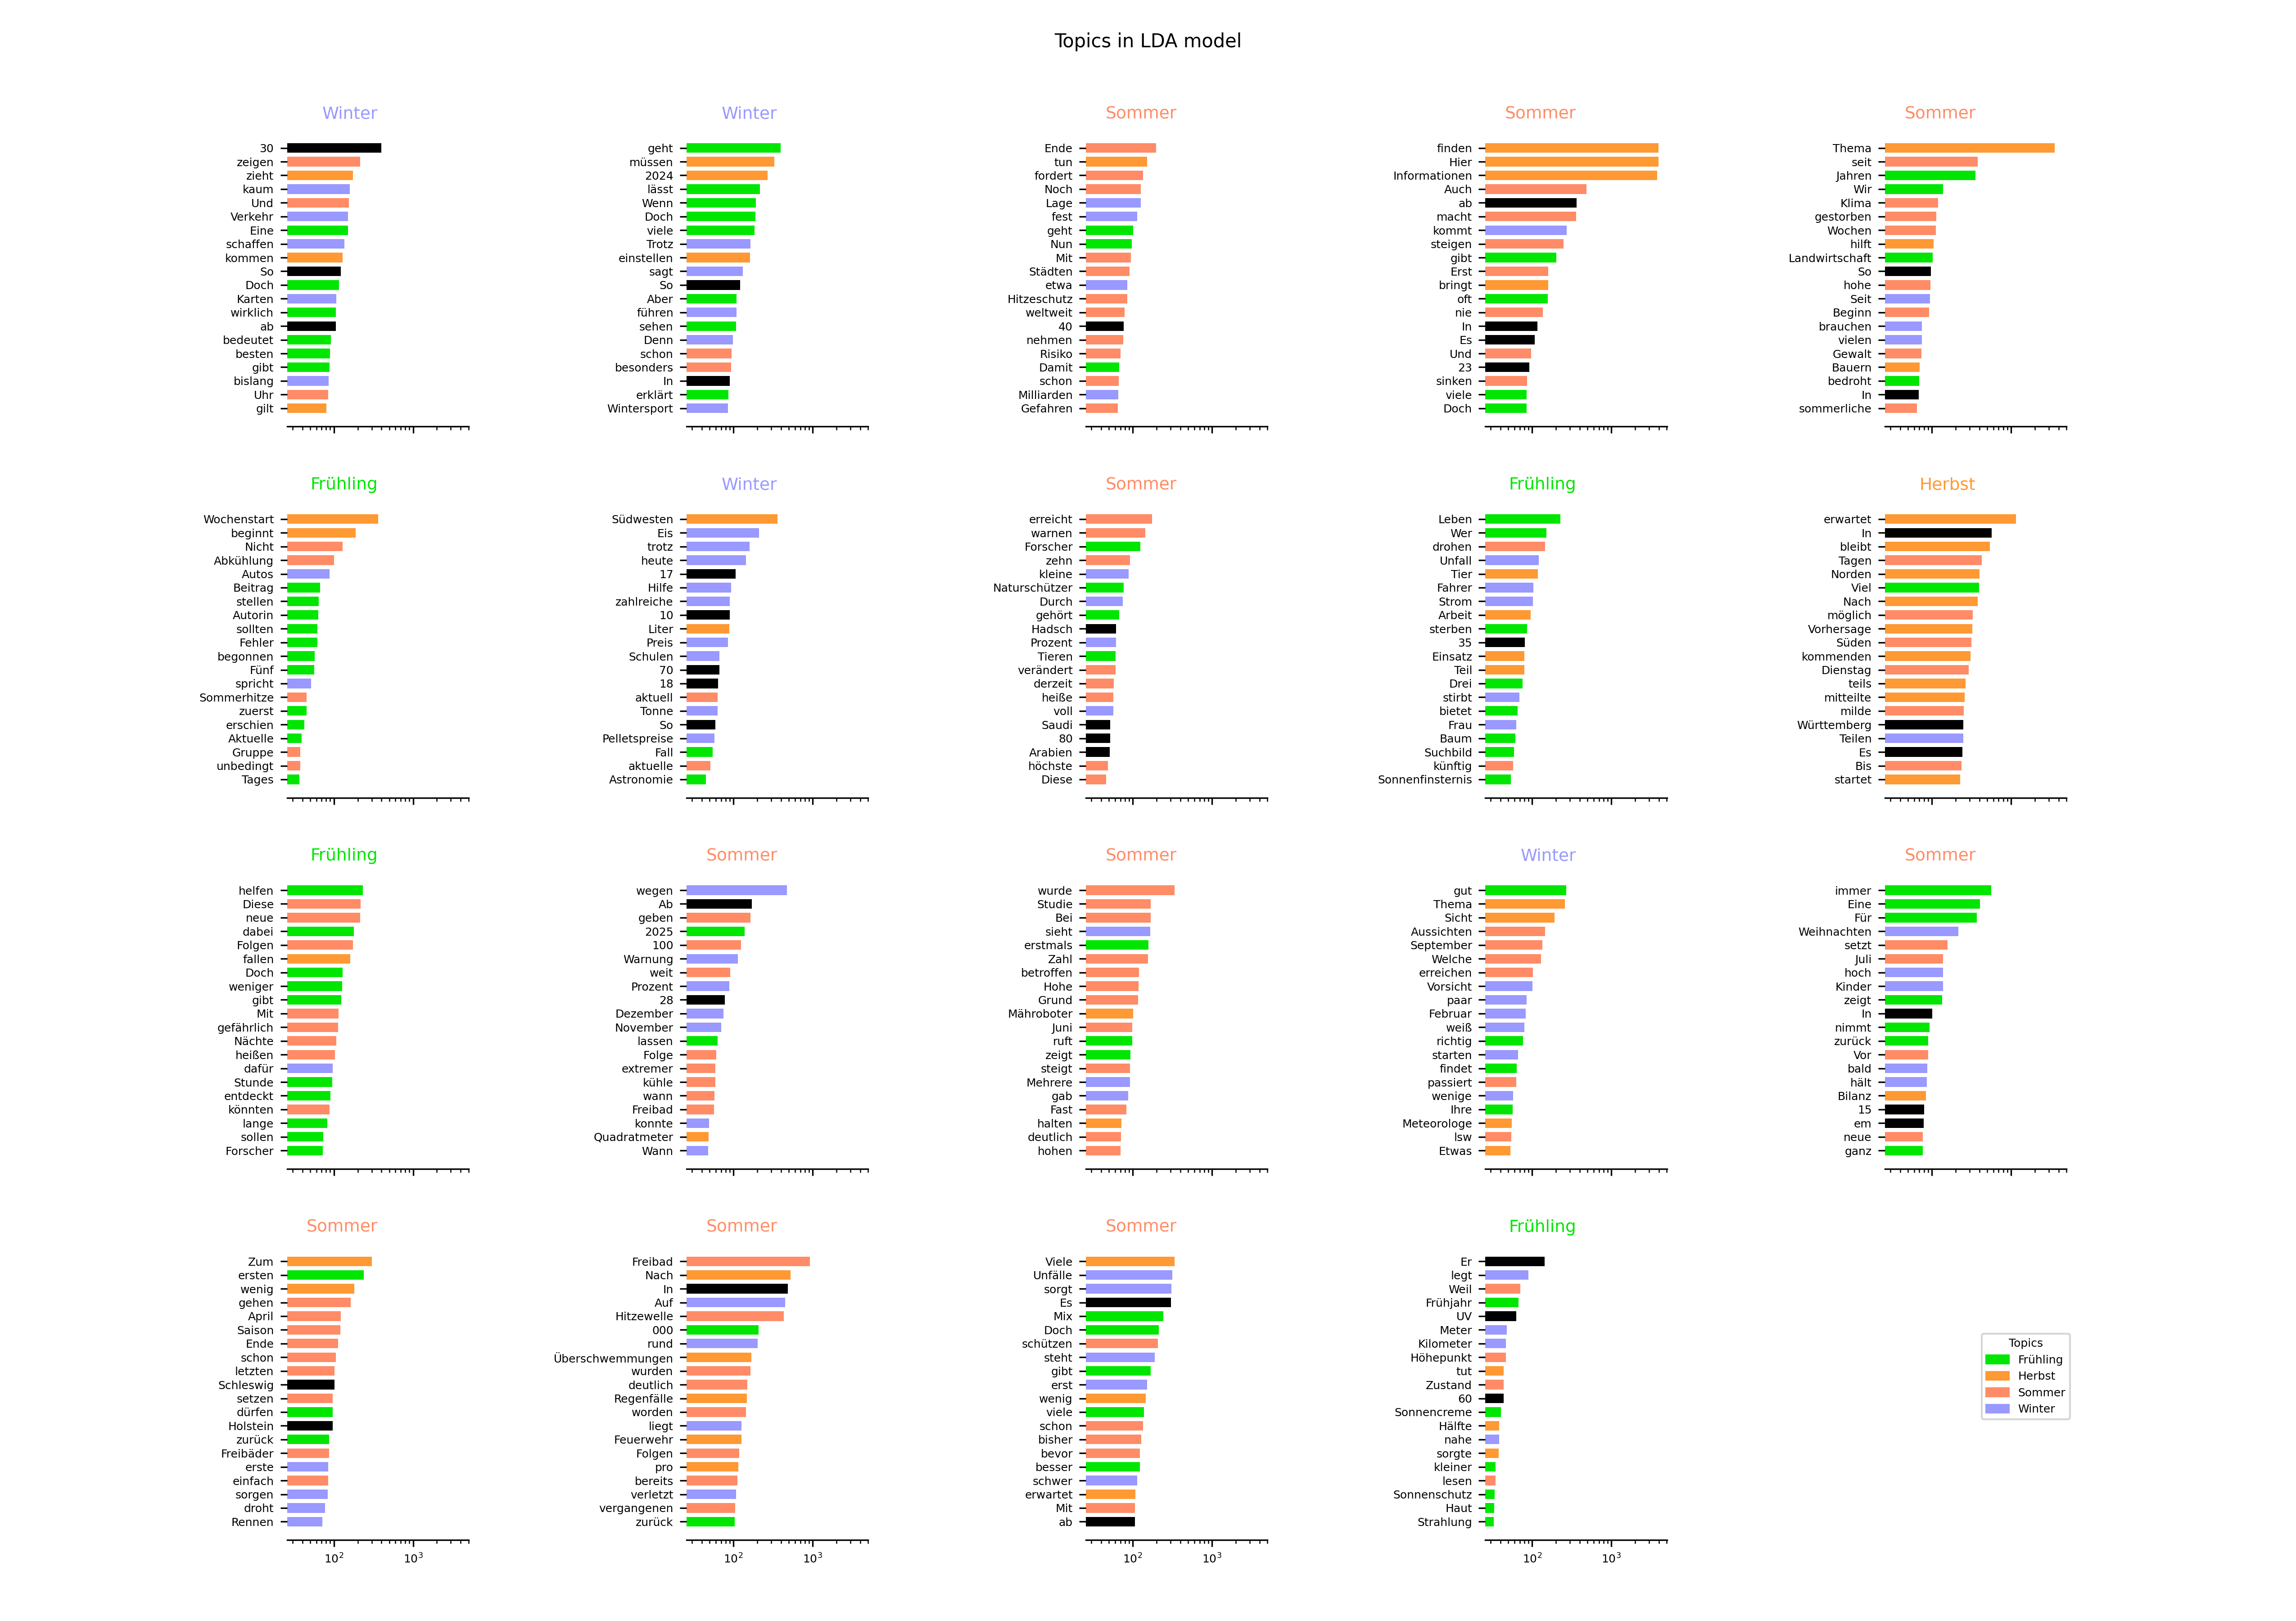 Topics in LDA model
Winter
30
zeigen
zieht
kaum
Und
Verkehr
Eine
schaffen
kommen
So
Doch
Karten
wirklich
ab
bedeutet
besten
gibt
bislang
Uhr
gilt
Winter
geht
müssen
2024
lässt
Wenn
Doch
viele
Trotz
einstellen
sagt
So
Aber
führen
sehen
Denn
schon
besonders
In
erklärt
Wintersport
Sommer
Ende
tun
fordert
Noch
Lage
fest
geht
Nun
Mit
Städten
etwa
Hitzeschutz
weltweit
40
nehmen
Risiko
Damit
schon
Milliarden
Gefahren
Sommer
finden
Hier
Informationen
Auch
ab
macht
kommt
steigen
gibt
Erst
bringt
oft
nie
In
Es
Und
23
sinken
viele
Doch
Sommer
Thema
seit
Jahren
Wir
Klima
gestorben
Wochen
hilft
Landwirtschaft
So
hohe
Seit
Beginn
brauchen
vielen
Gewalt
Bauern
bedroht
In
sommerliche
Frühling
Wochenstart
beginnt
Nicht
Abkühlung
Autos
Beitrag
stellen
Autorin
sollten
Fehler
begonnen
Fünf
spricht
Sommerhitze
zuerst
erschien
Aktuelle
Gruppe
unbedingt
Tages
Winter
Südwesten
Eis
trotz
heute
17
Hilfe
zahlreiche
10
Liter
Preis
Schulen
70
18
aktuell
Tonne
So
Pelletspreise
Fall
aktuelle
Astronomie
Sommer
erreicht
warnen
Forscher
zehn
kleine
Naturschützer
Durch
gehört
Hadsch
Prozent
Tieren
verändert
derzeit
heiße
voll
Saudi
80
Arabien
höchste
Diese
Frühling
Leben
Wer
drohen
Unfall
Tier
Fahrer
Strom
Arbeit
sterben
35
Einsatz
Teil
Drei
stirbt
bietet
Frau
Baum
Suchbild
künftig
Sonnenfinsternis
Herbst
erwartet
In
bleibt
Tagen
Norden
Viel
Nach
möglich
Vorhersage
Süden
kommenden
Dienstag
teils
mitteilte
milde
Württemberg
Teilen
Es
Bis
startet
Frühling
helfen
Diese
neue
dabei
Folgen
fallen
Doch
weniger
gibt
Mit
gefährlich
Nächte
heißen
dafür
Stunde
entdeckt
könnten
lange
sollen
Forscher
Sommer
wegen
Ab
geben
2025
100
Warnung
weit
Prozent
28
Dezember
November
lassen
Folge
extremer
kühle
wann
Freibad
konnte
Quadratmeter
Wann
Sommer
wurde
Studie
Bei
sieht
erstmals
Zahl
betroffen
Hohe
Grund
Mähroboter
Juni
ruft
zeigt
steigt
Mehrere
gab
Fast
halten
deutlich
hohen
Winter
gut
Thema
Sicht
Aussichten
September
Welche
erreichen
Vorsicht
paar
Februar
weiß
richtig
starten
findet
passiert
wenige
Ihre
Meteorologe
lsw
Etwas
Sommer
immer
Eine
Für
Weihnachten
setzt
Juli
hoch
Kinder
zeigt
In
nimmt
zurück
Vor
bald
hält
Bilanz
15
em
neue
ganz
Sommer
Zum
ersten
wenig
gehen
April
Saison
Ende
schon
letzten
Schleswig
setzen
dürfen
Holstein
zurück
Freibäder
erste
einfach
sorgen
droht
Rennen
10²
10³
Sommer
Freibad
Nach
In
Auf
Hitzewelle
000
rund
Überschwemmungen
wurden
deutlich
Regenfälle
worden
liegt
Feuerwehr
Folgen
pro
bereits
verletzt
vergangenen
zurück
10²
10³
Sommer
Viele
Unfälle
sorgt
Es
Mix
Doch
schützen
steht
gibt
erst
wenig
viele
schon
bisher
bevor
besser
schwer
erwartet
Mit
ab
10²
10³
Frühling
Er
legt
Weil
Frühjahr
UV
Meter
Kilometer
Höhepunkt
tut
Zustand
60
Sonnencreme
Hälfte
nahe
sorgte
kleiner
lesen
Sonnenschutz
Haut
Strahlung
10²
10³
Topics
Frühling
Herbst
Sommer
Winter